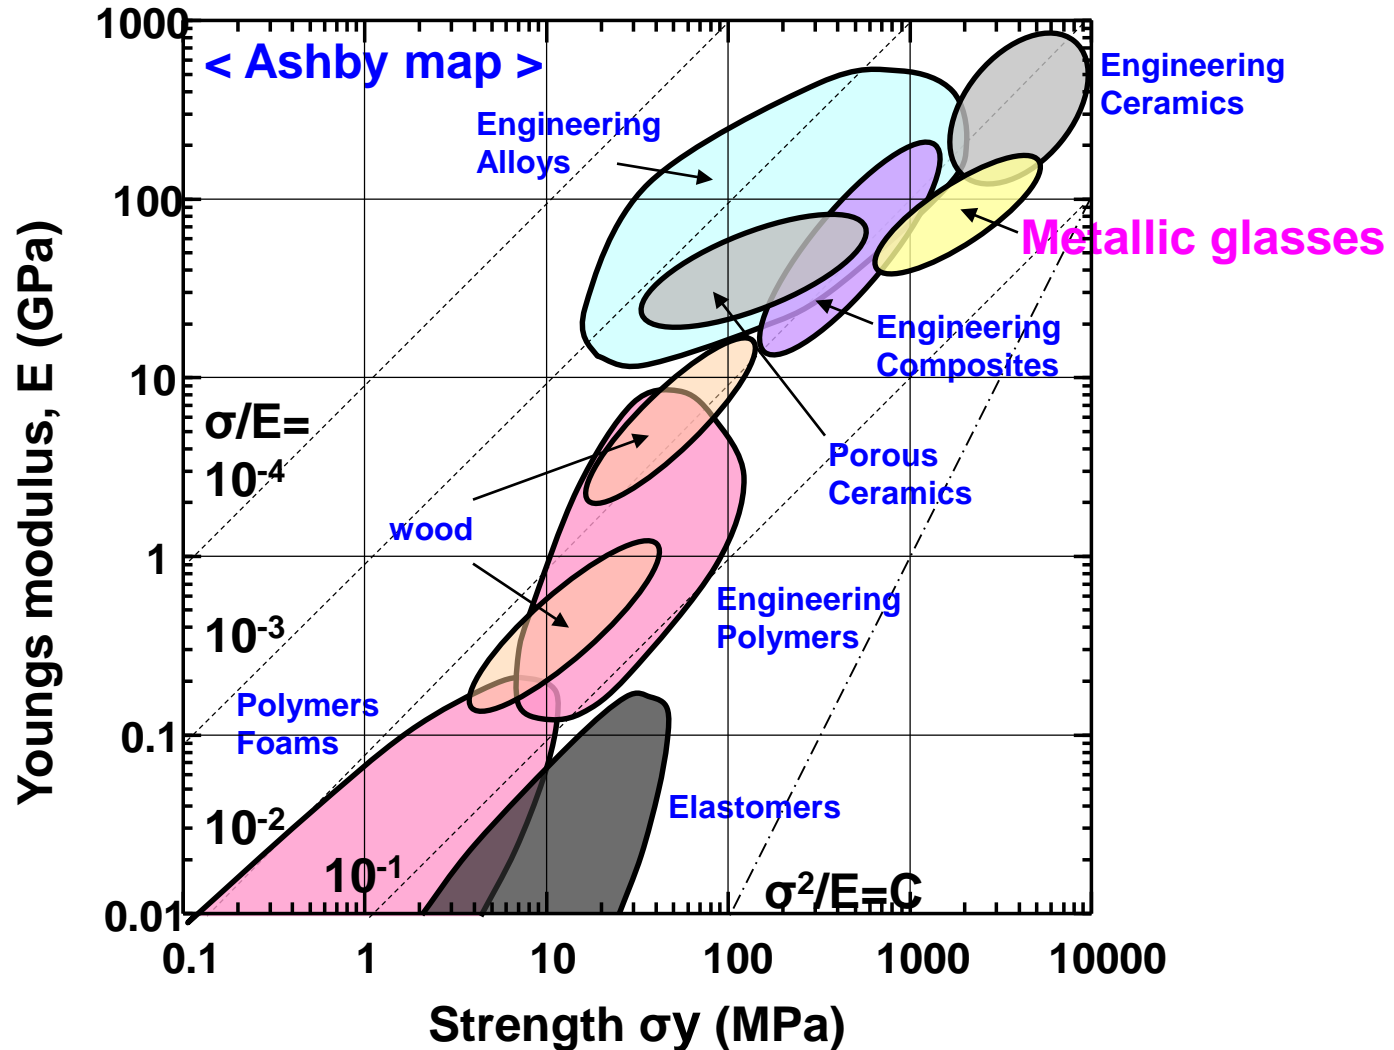 < Ashby map >
Engineering
Alloys
Engineering
Ceramics
Metallic glasses
Engineering
Composites
Porous
Ceramics
wood
Engineering
Polymers
Polymers
Foams
Elastomers
σ/E=
10-4
10-3
10-2
10-1
σ2/E=C
Youngs modulus, E (GPa)
1000
100
10
1
0.1
0.01
0.1
1
10
100
1000
10000
Strength σy (MPa)